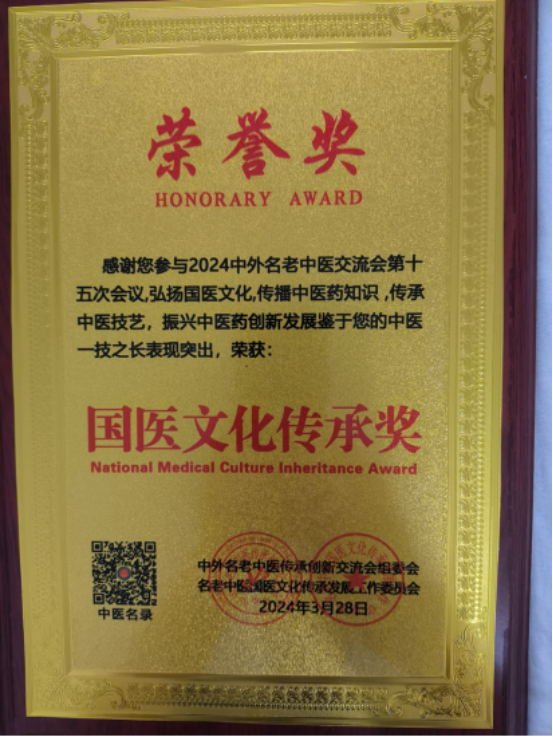 荣誉奖
HONORARY AWARD
感谢您参与2024中外名老中医交流会第十
五次会议,弘扬国医文化,传播中医药知识,传承
中医技艺，振兴中医药创新发展鉴于您的中医
一技之长表现突出，荣获：
国医文化传承奖
National Medical Culture Inheritance Award
中外名老中医传承创新交流会组委会
名老中医国医文化传承发展工作委员会
2024年3月28日
中医名录